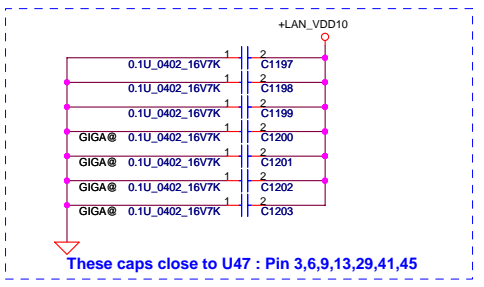 +LAN_VDD10
1 2
0.1U_0402_16V7K C1197
1 2
0.1U_0402_16V7K C1198
1 2
0.1U_0402_16V7K C1199
1 2
GIGA@ 0.1U_0402_16V7K C1200
1 2
GIGA@ 0.1U_0402_16V7K C1201
1 2
GIGA@ 0.1U_0402_16V7K C1202
1 2
GIGA@ 0.1U_0402_16V7K C1203
These caps close to U47 : Pin 3,6,9,13,29,41,45